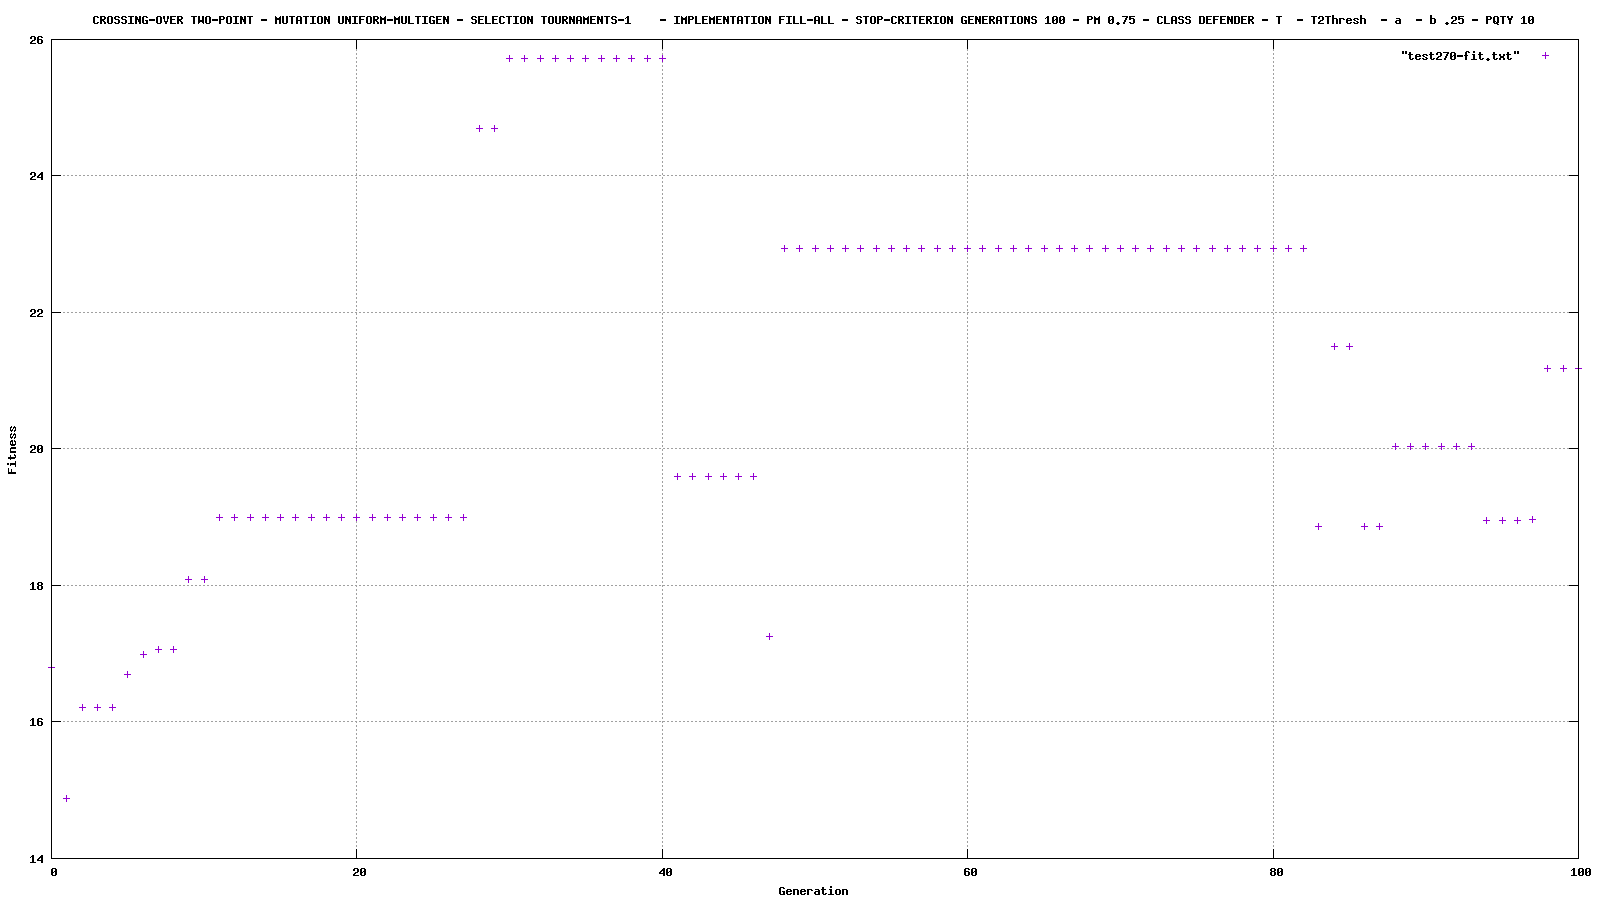 CROSSING-OVER TWO-POINT - MUTATION UNIFORM-MULTIGEN - SELECTION TOURNAMENTS-1    - IMPLEMENTATION FILL-ALL - STOP-CRITERION GENERATIONS 100 - PM 0.75 - CLASS DEFENDER - T  - T2Thresh  - a  - b .25 - PQTY 10
"test270-fit.txt"
26
24
22
20
18
16
14
Fitness
0 20 40 60 80 100
Generation